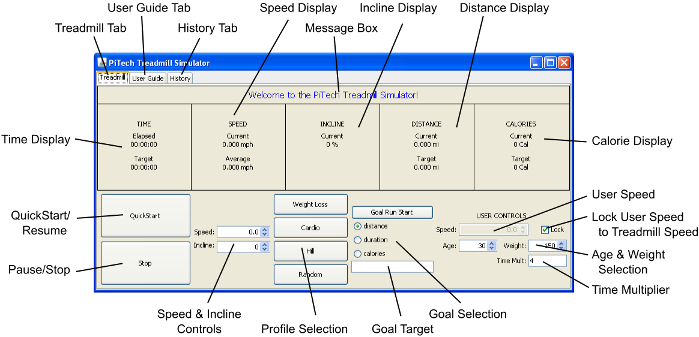 User Guide Tab
Speed Display
Incline Display
Distance Display
Treadmill Tab
History Tab
Message Box
PiTech Treadmill Simulator
Treadmill
User Guide
History
Welcome to the PiTech Treadmill Simulator!
TIME
SPEED
INCLINE
DISTANCE
CALORIES
Elapsed
Current
Current
Current
Current
00:00:00
0.000 mph
0 %
0.000 mi
0 Cal
Target
Average
Target
Target
00:00:00
0.000 mph
0.000 mi
0 Cal
Time Display
Calorie Display
QuickStart
Stop
Speed:
0.0
Incline:
0
Weight Loss
Cardio
Hill
Random
Goal Run Start
distance
duration
calories
USER CONTROLS
Speed:
0.0
Lock
Age:
30
Weight:
150
Time Mult:
4
QuickStart/
Resume
Pause/Stop
User Speed
Lock User Speed
to Treadmill Speed
Age & Weight
Selection
Time Multiplier
Speed & Incline
Controls
Profile Selection
Goal Target
Goal Selection